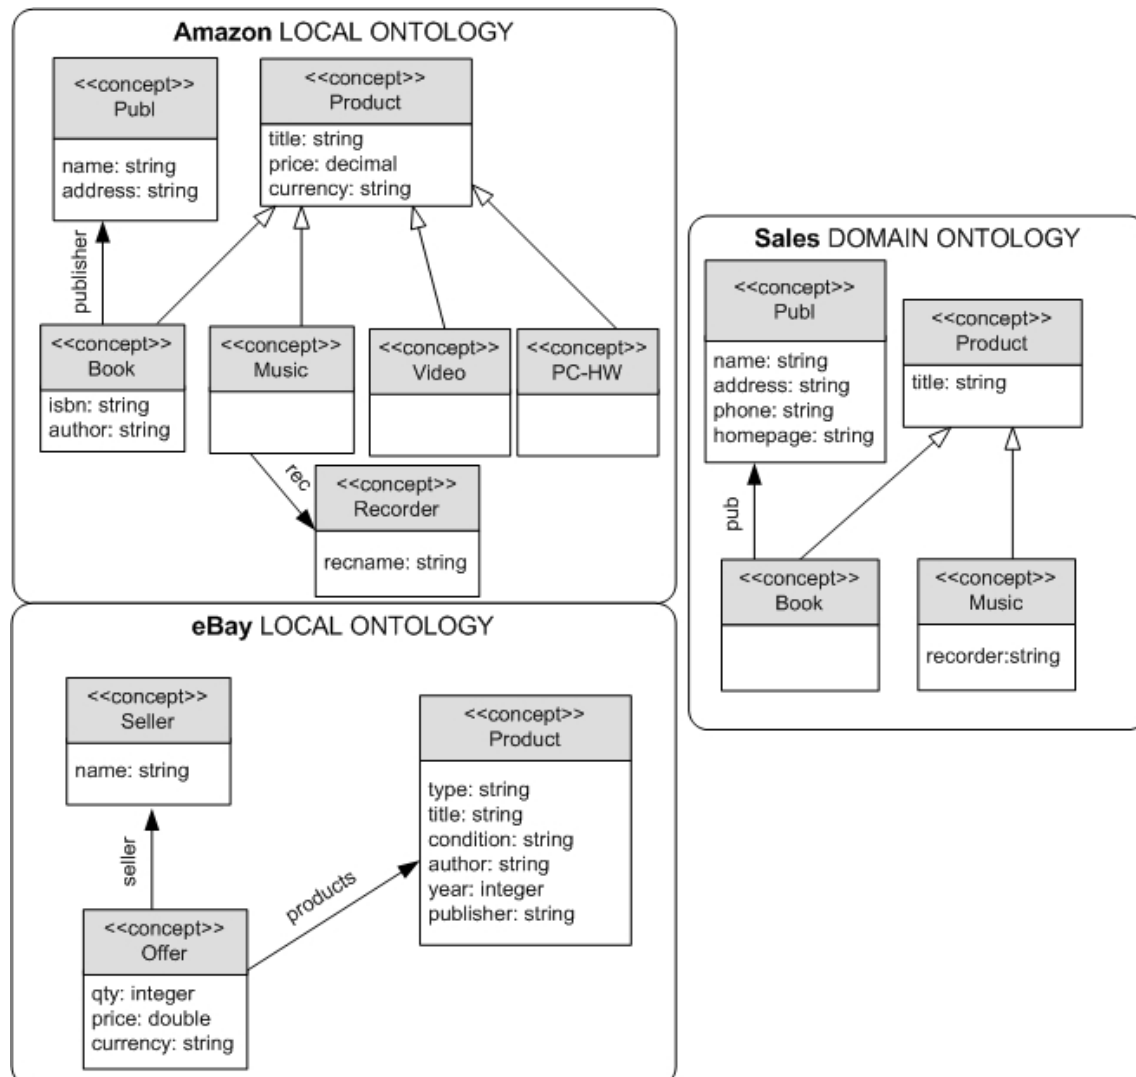 Amazon LOCAL ONTOLOGY
<<concept>>
Publ
name: string
address: string
<<concept>>
Product
title: string
price: decimal
currency: string
publisher
<<concept>>
Book
isbn: string
author: string
<<concept>>
Music
<<concept>>
Video
<<concept>>
PC-HW
rec
<<concept>>
Recorder
recname: string
eBay LOCAL ONTOLOGY
<<concept>>
Seller
name: string
seller
<<concept>>
Offer
qty: integer
price: double
currency: string
products
<<concept>>
Product
type: string
title: string
condition: string
author: string
year: integer
publisher: string
Sales DOMAIN ONTOLOGY
<<concept>>
Publ
name: string
address: string
phone: string
homepage: string
<<concept>>
Product
title: string
pub
<<concept>>
Book
<<concept>>
Music
recorder:string